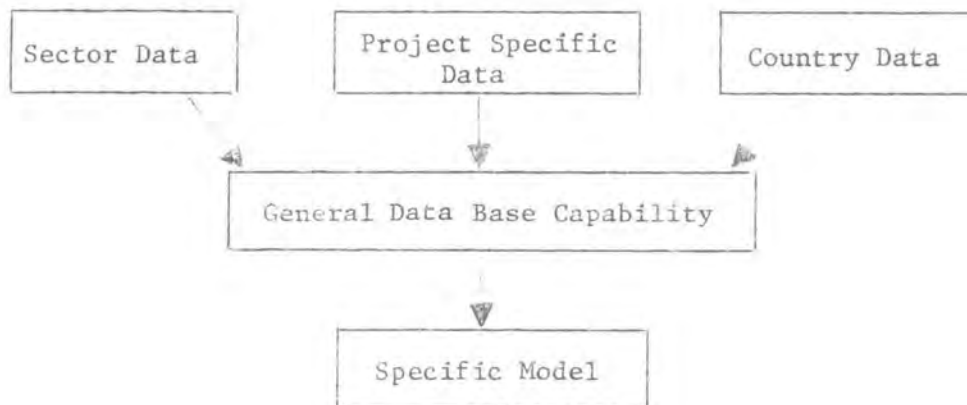 Sector Data
Project Specific
Data
Country Data
General Data Base Capability
Specific Model